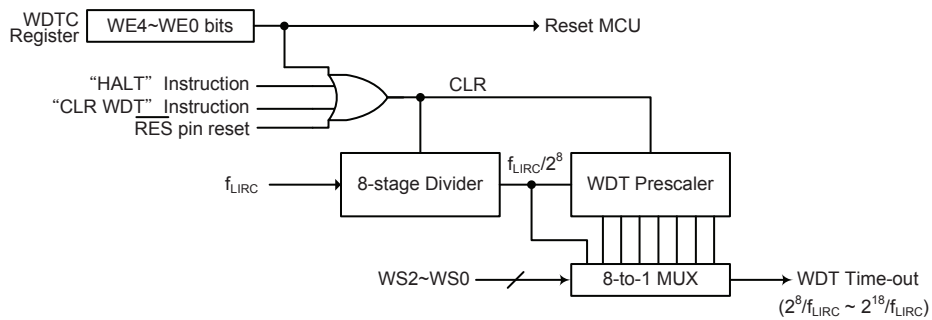 WDTC
Register
WE4~WE0 bits
Reset MCU
“HALT” Instruction
“CLR WDT” Instruction
RES pin reset
CLR
fLIRC
8-stage Divider
fLIRC/2⁸
WDT Prescaler
WS2~WS0
8-to-1 MUX
WDT Time-out
(2⁸/fLIRC ~ 2¹⁸/fLIRC)